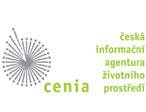 česká
informační
agentura
životního
prostředí
cenia